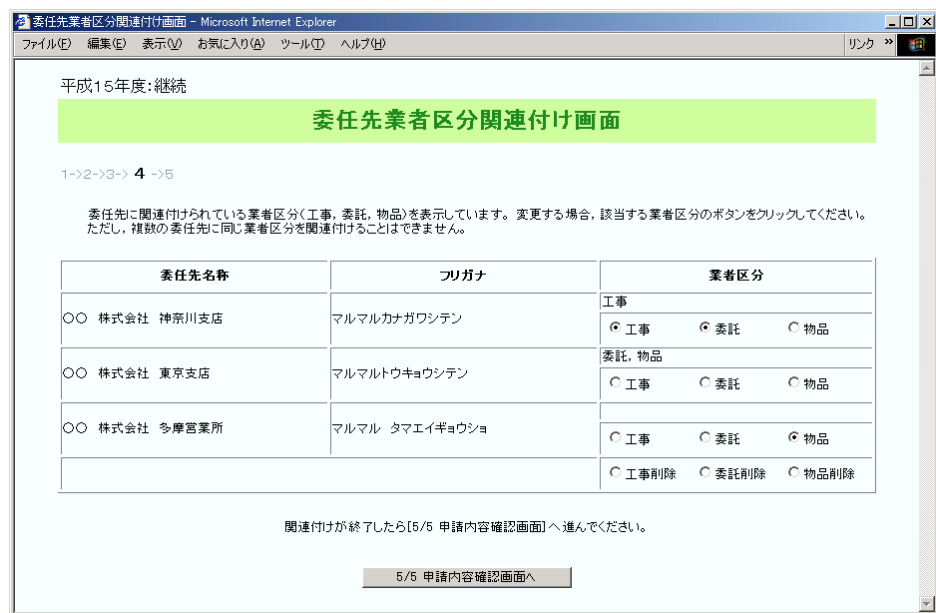 委任先業者区分関連付け画面 - Microsoft Internet Explorer
ファイル(F) 編集(E) 表示(V) お気に入り(A) ツール(T) ヘルプ(H) リンク »
平成15年度:継続
委任先業者区分関連付け画面
1->2->3-> 4 ->5
委任先に関連付けられている業者区分(工事, 委託, 物品)を表示しています。変更する場合, 該当する業者区分のボタンをクリックしてください。
ただし, 複数の委任先に同じ業者区分を関連付けることはできません。
委任先名称 フリガナ 業者区分
〇〇 株式会社 神奈川支店 マルマルカナガワシテン 工事
工事 委託 物品
〇〇 株式会社 東京支店 マルマルトウキョウシテン 委託, 物品
工事 委託 物品
〇〇 株式会社 多摩営業所 マルマル タマエイギョウショ
工事 委託 物品
工事削除 委託削除 物品削除
関連付けが終了したら[5/5 申請内容確認画面]へ進んでください。
5/5 申請内容確認画面へ